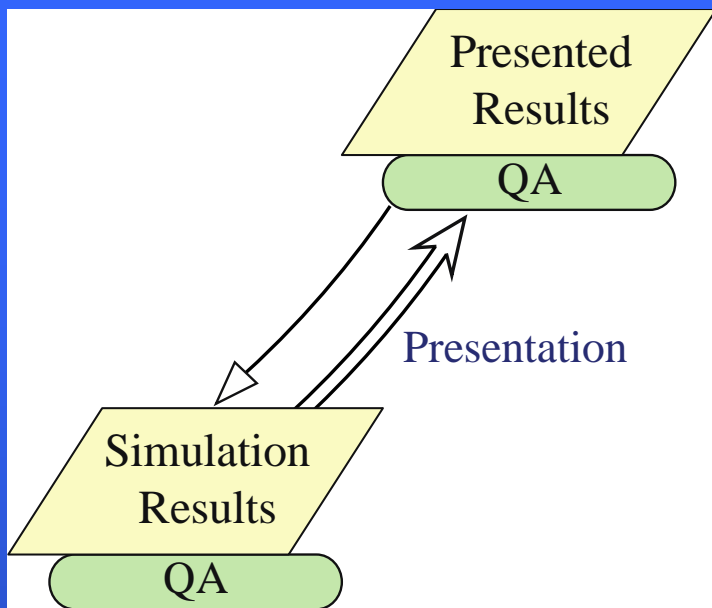 Presented
Results
QA
Presentation
Simulation
Results
QA